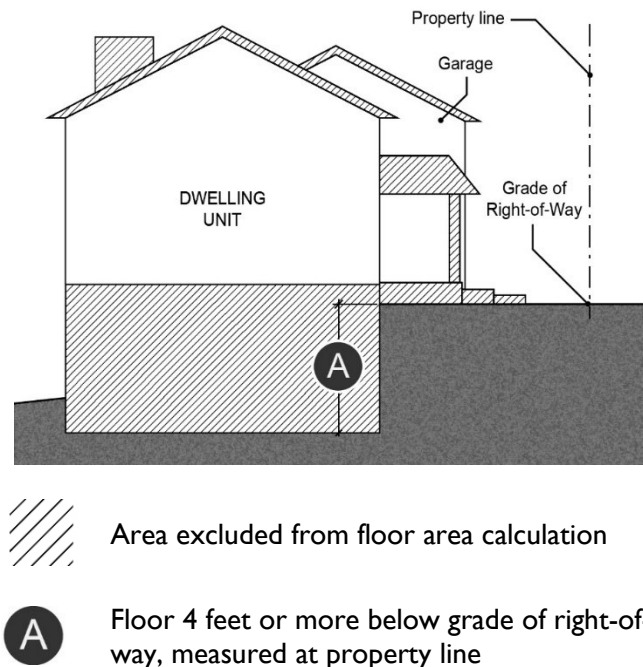 Property line
Garage
Grade of
Right-of-Way
DWELLING
UNIT
A
Area excluded from floor area calculation
A
Floor 4 feet or more below grade of right-of-
way, measured at property line